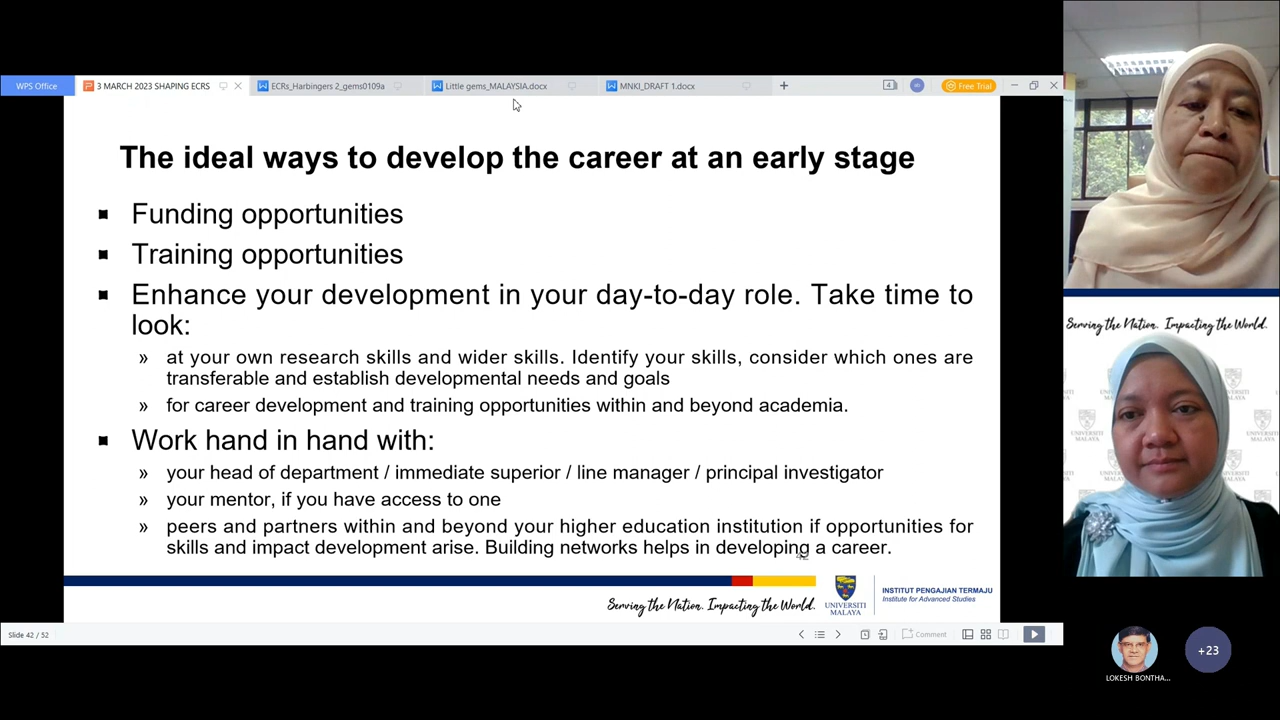 WPS Office
3 MARCH 2023 SHAPING ECRS
ECRs_Harbingers 2_gems0109a
Little gems_MALAYSIA.docx
MNKI_DRAFT 1.docx
Free Trial
The ideal ways to develop the career at an early stage
Funding opportunities
Training opportunities
Enhance your development in your day-to-day role. Take time to
look:
» at your own research skills and wider skills. Identify your skills, consider which ones are
transferable and establish developmental needs and goals
» for career development and training opportunities within and beyond academia.
Work hand in hand with:
» your head of department / immediate superior / line manager / principal investigator
» your mentor, if you have access to one
» peers and partners within and beyond your higher education institution if opportunities for
skills and impact development arise. Building networks helps in developing a career.
42
Serving the Nation. Impacting the World.
UNIVERSITI
MALAYA
INSTITUT PENGAJIAN TERMAJU
Institute for Advanced Studies
Slide 42 / 52
Comment
Serving the Nation. Impacting the World.
UNIVERSITI
MALAYA
LOKESH BONTHA...
+23